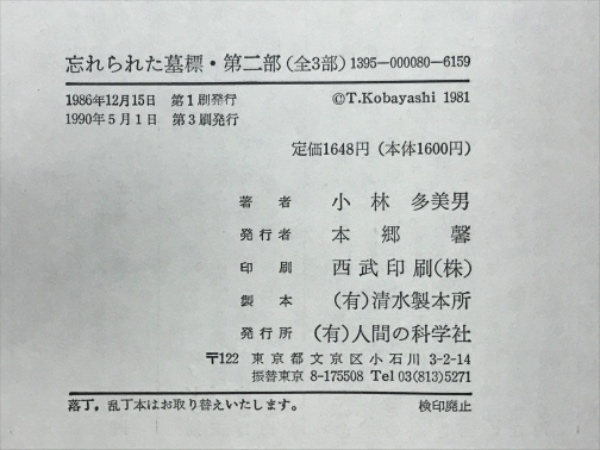 忘れられた墓標・第二部(全3部)1395—000080—6159
1986年12月15日 第1刷発行 ©T.Kobayashi 1981
1990年5月1日 第3刷発行
定価1648円(本体1600円)
著者 小林 多美男
発行者 本郷 馨
印刷 西武印刷(株)
製本 (有)清水製本所
発行所 (有)人間の科学社
〒122 東京都文京区小石川 3-2-14
振替東京 8-175508 Tel 03(813)5271
落丁,乱丁本はお取り替えいたします。 検印廃止